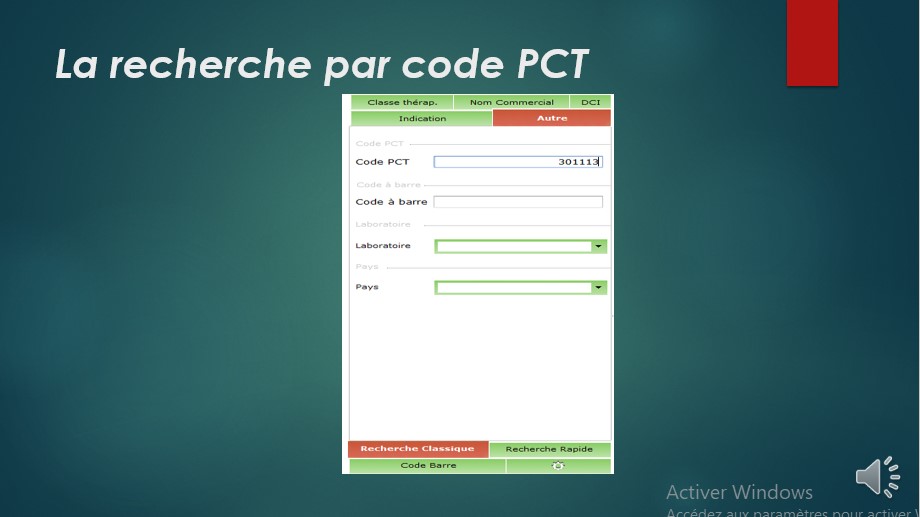 La recherche par code PCT
Classe thérap. Nom Commercial DCI
Indication Autre
Code PCT
Code PCT 301113
Code à barre
Code à barre
Laboratoire
Laboratoire
Pays
Pays
Recherche Classique Recherche Rapide
Code Barre
Activer Windows
Accédez aux paramètres pour activer